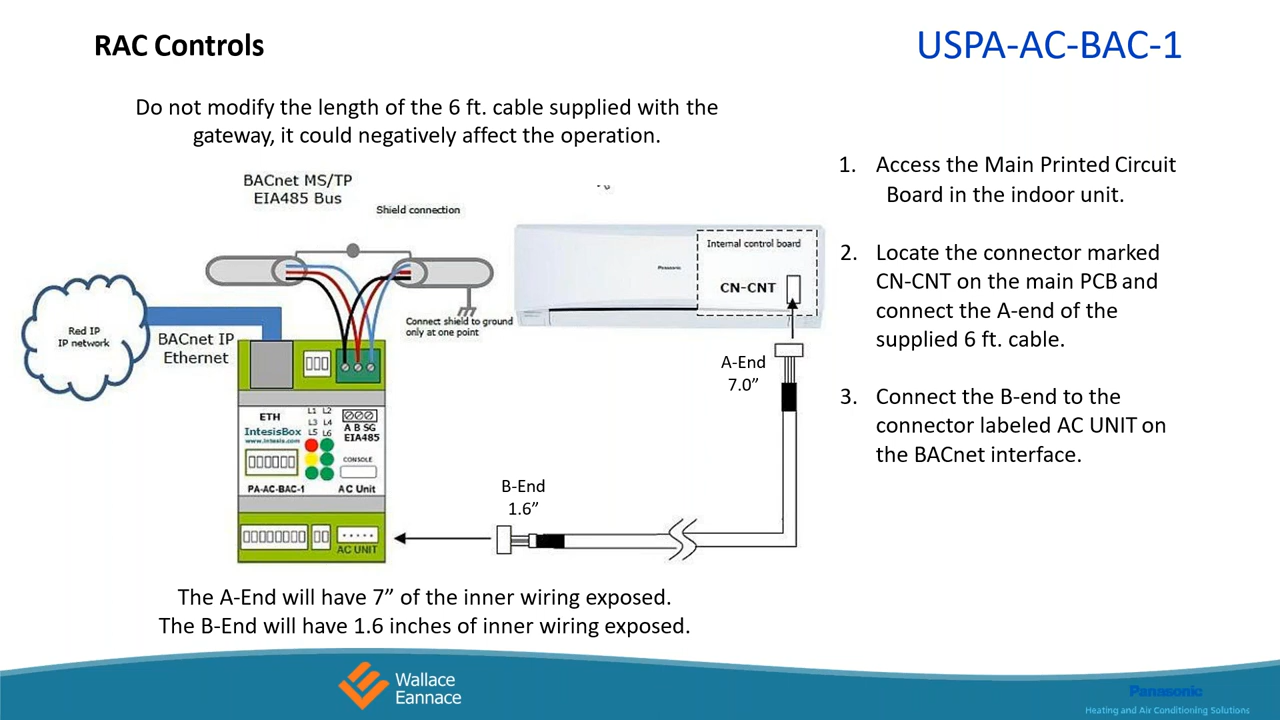 RAC Controls
USPA-AC-BAC-1
Do not modify the length of the 6 ft. cable supplied with the
gateway, it could negatively affect the operation.
BACnet MS/TP
EIA485 Bus
Shield connection
Red IP
IP network
BACnet IP
Ethernet
Connect shield to ground
only at one point
Internal control board
Panasonic
CN-CNT
A-End
7.0”
ETH
L1 L2
L3 L4
L5 L6
IntesisBox
www.intesis.com
A B SG
EIA485
CONSOLE
PA-AC-BAC-1
AC Unit
AC UNIT
B-End
1.6”
The A-End will have 7” of the inner wiring exposed.
The B-End will have 1.6 inches of inner wiring exposed.
1. Access the Main Printed Circuit
Board in the indoor unit.
2. Locate the connector marked
CN-CNT on the main PCB and
connect the A-end of the
supplied 6 ft. cable.
3. Connect the B-end to the
connector labeled AC UNIT on
the BACnet interface.
Wallace
Eannace
Panasonic
Heating and Air Conditioning Solutions